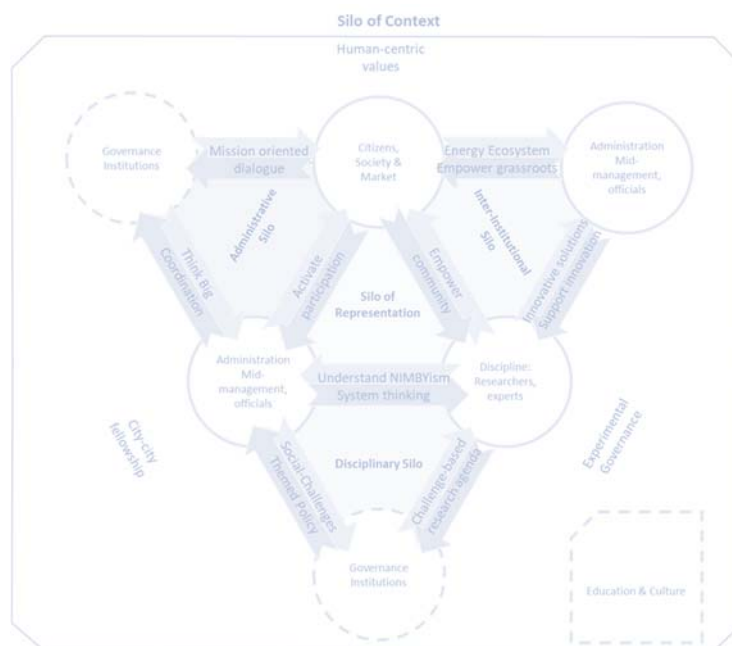 Silo of Context
Human-centric
values
Governance
Institutions
Mission oriented
dialogue
Citizens,
Society &
Market
Energy Ecosystem
Empower grassroots
Administration
Mid-
management,
officials
Administrative
Silo
Inter-Institutional
Silo
Think Big
Coordination
Activate
participation
Empower
community
Innovative solutions
Support innovation
Silo of
Representation
Administration
Mid-
management,
officials
Understand NIMBYism
System thinking
Discipline:
Researchers,
experts
City-city
fellowship
Experimental
Governance
Disciplinary Silo
Social-Challenges
Themed Policy
Challenge-based
research agenda
Governance
Institutions
Education & Culture